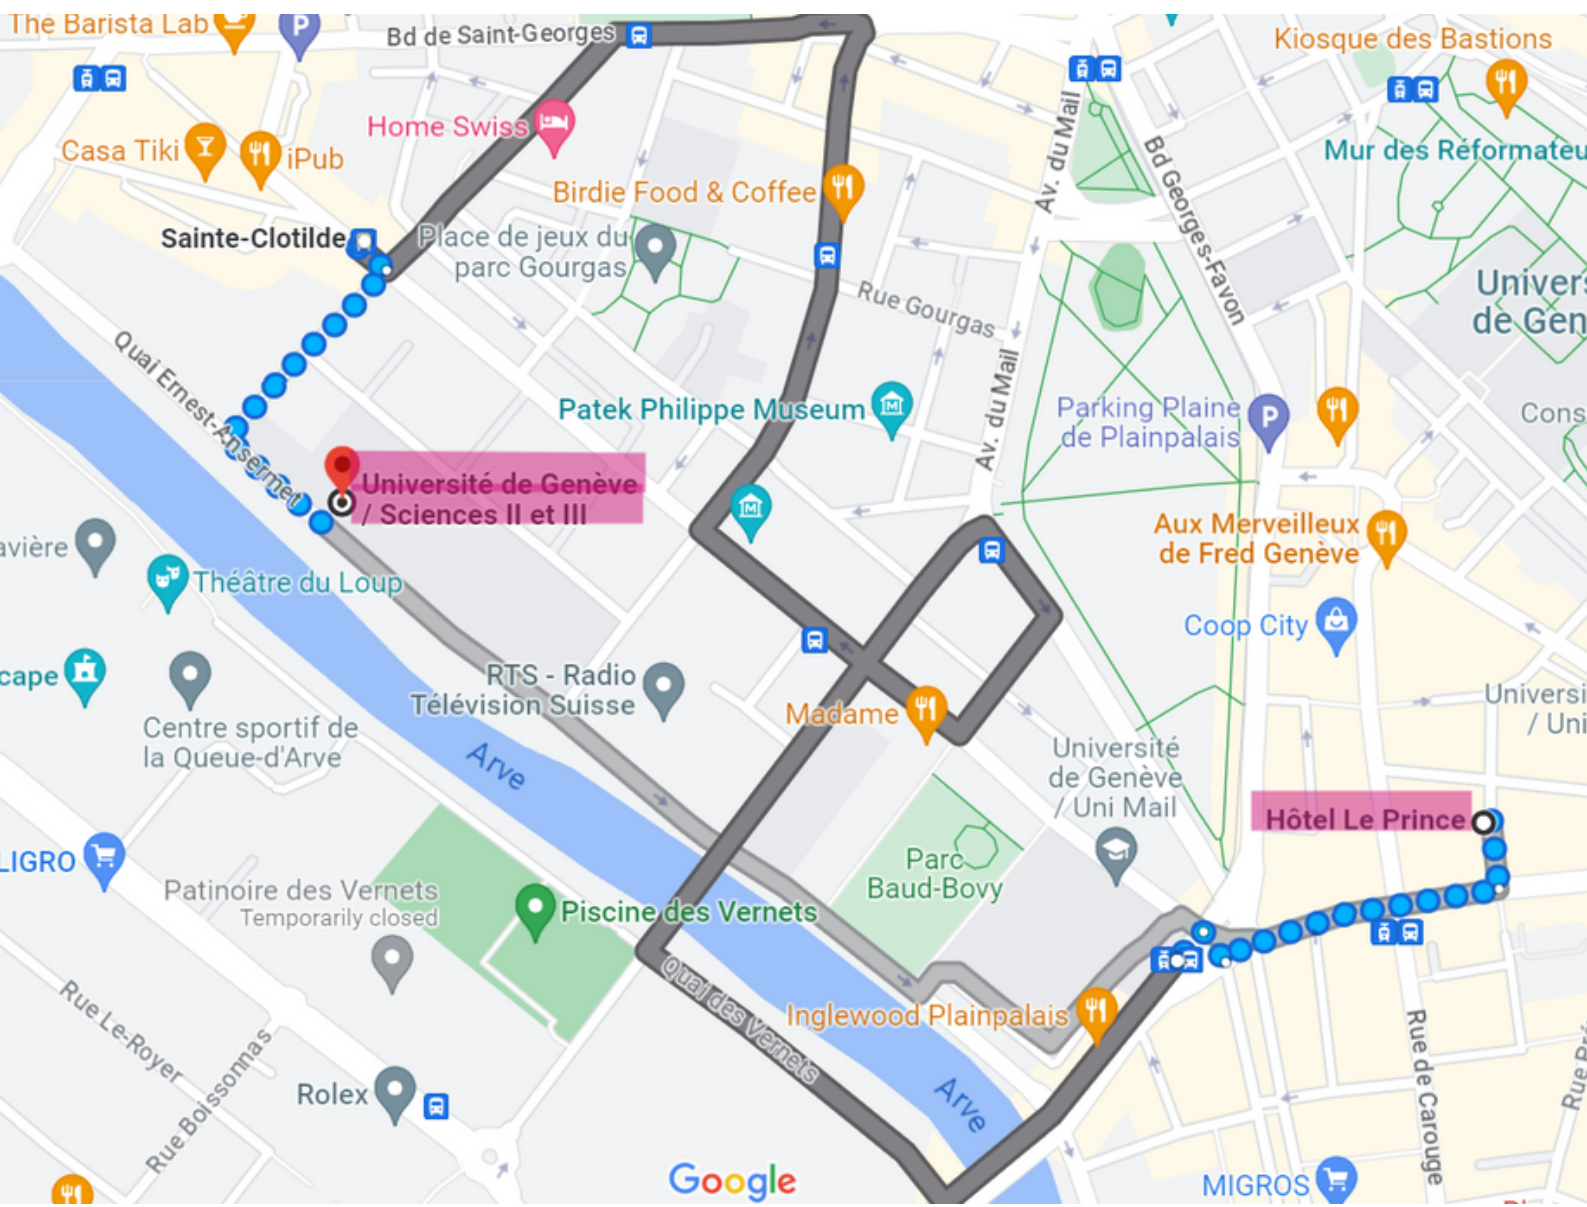 The Barista Lab
Bd de Saint-Georges
Kiosque des Bastions
Home Swiss
Casa Tiki
iPub
Av. du Mail
Bd Georges-Favon
Mur des Réformateu
Birdie Food & Coffee
Sainte-Clotilde
Place de jeux du
parc Gourgas
Rue Gourgas
Univers
de Gen
Quai Ernest-Ansermet
Av. du Mail
Patek Philippe Museum
Parking Plaine
de Plainpalais
P
Cons
Université de Genève
/ Sciences II et III
avière
Théâtre du Loup
Aux Merveilleux
de Fred Genève
Coop City
cape
RTS - Radio
Télévision Suisse
Madame
Universi
/ Uni
Centre sportif de
la Queue-d'Arve
Arve
Université
de Genève
/ Uni Mail
Hôtel Le Prince
LIGRO
Parc
Baud-Bovy
Patinoire des Vernets
Temporarily closed
Piscine des Vernets
Quai des Vernets
Inglewood Plainpalais
Rue Le-Royer
Rue Boissonnas
Rolex
Arve
Rue de Carouge
Google
MIGROS